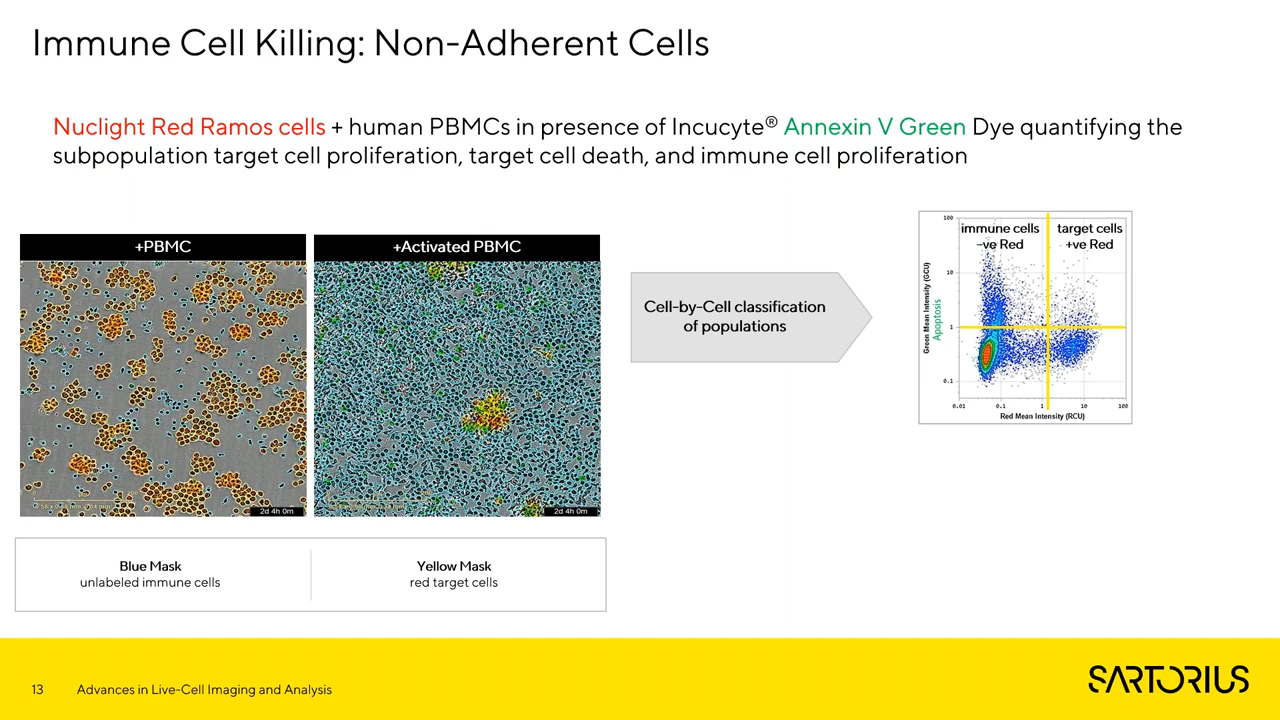 Immune Cell Killing: Non-Adherent Cells
Nuclight Red Ramos cells + human PBMCs in presence of Incucyte® Annexin V Green Dye quantifying the
subpopulation target cell proliferation, target cell death, and immune cell proliferation
+PBMC
+Activated PBMC
2d 4h 0m
2d 4h 0m
Blue Mask
unlabeled immune cells
Yellow Mask
red target cells
Cell-by-Cell classification
of populations
immune cells
-ve Red
target cells
+ve Red
Green Mean Intensity (GCU)
Apoptosis
100
10
1
0.1
0.01
0.1
1
10
100
Red Mean Intensity (RCU)
13
Advances in Live-Cell Imaging and Analysis
SARTORIUS